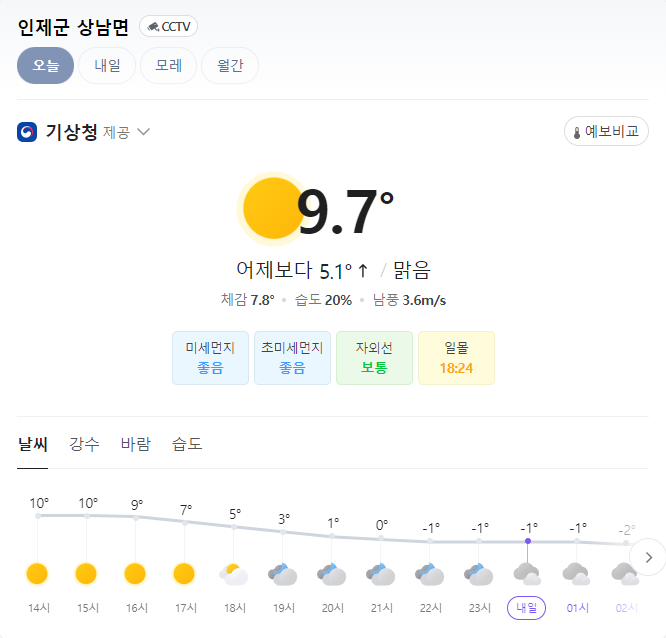 인제군 상남면 CCTV
오늘 내일 모레 월간
기상청 제공 예보비교
9.7°
어제보다 5.1° ↑ / 맑음
체감 7.8° • 습도 20% • 남풍 3.6m/s
미세먼지 초미세먼지 자외선 일몰
좋음 좋음 보통 18:24
날씨 강수 바람 습도
10° 10° 9° 7° 5° 3° 1° 0° -1° -1° -1° -1° -2°
14시 15시 16시 17시 18시 19시 20시 21시 22시 23시 내일 01시 02시